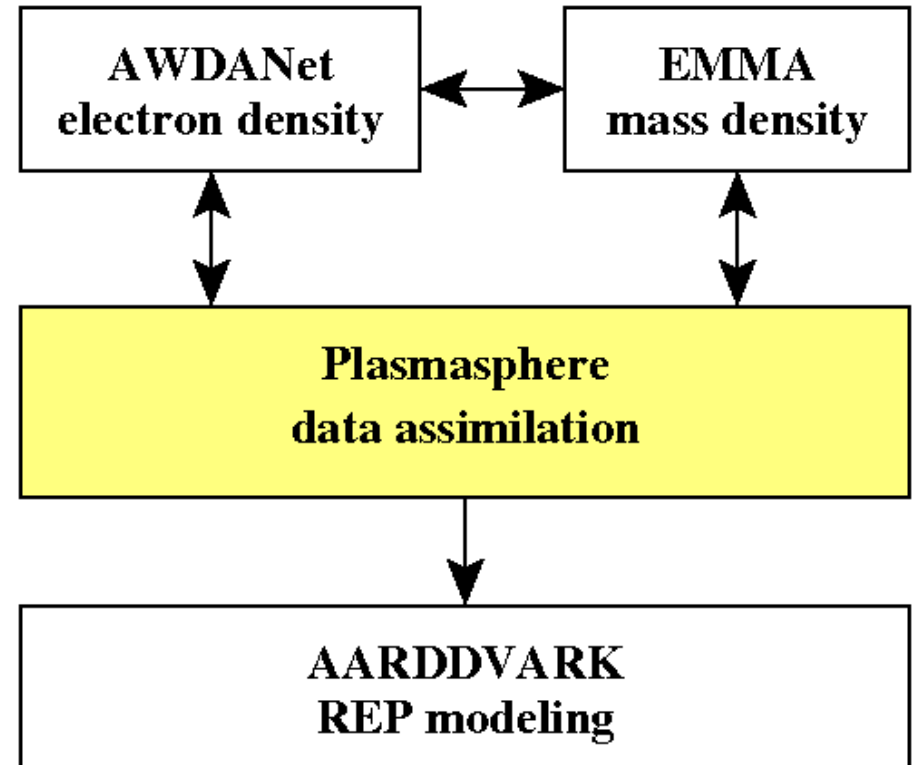 AWDANet
electron density
EMMA
mass density
Plasmasphere
data assimilation
AARDDVARK
REP modeling